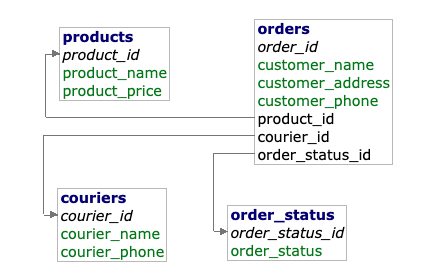 products
product_id
product_name
product_price
orders
order_id
customer_name
customer_address
customer_phone
product_id
courier_id
order_status_id
couriers
courier_id
courier_name
courier_phone
order_status
order_status_id
order_status